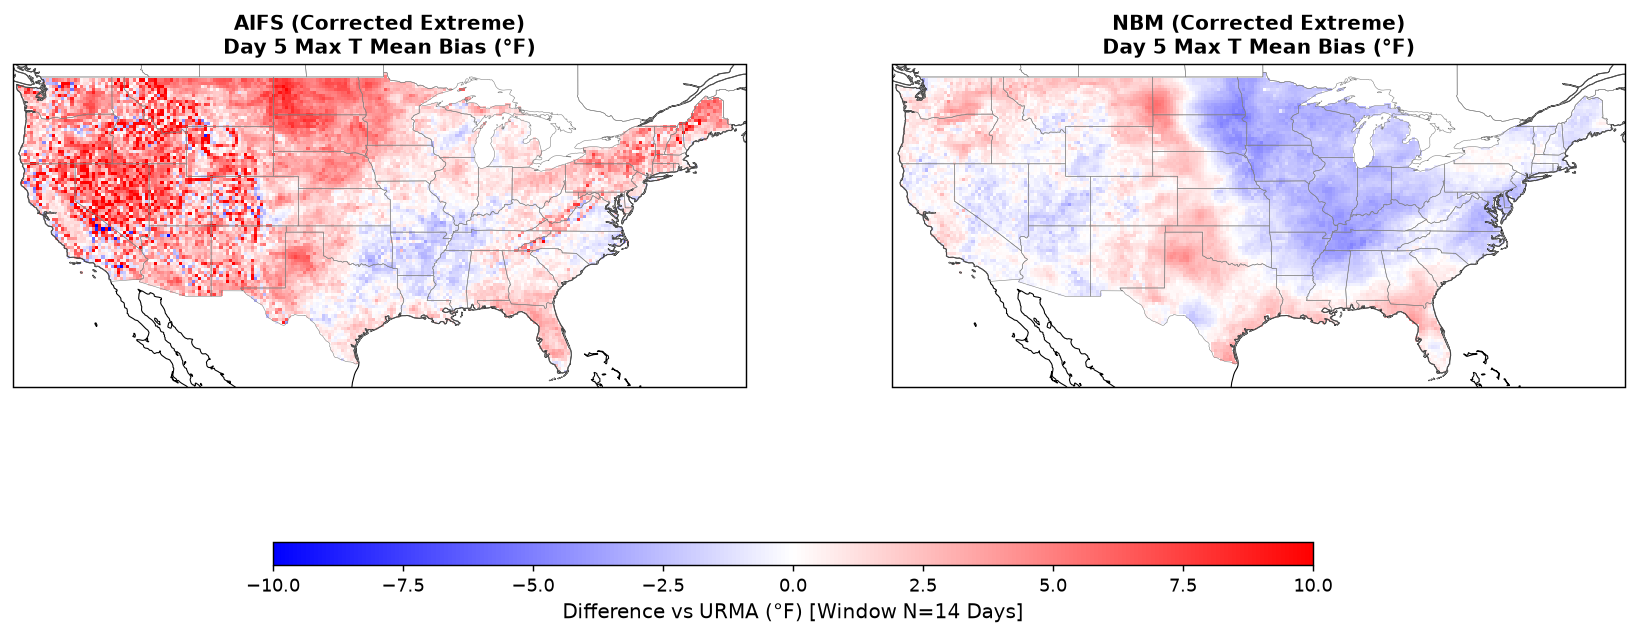 AIFS (Corrected Extreme)
Day 5 Max T Mean Bias (°F)
NBM (Corrected Extreme)
Day 5 Max T Mean Bias (°F)
−10.0 −7.5 −5.0 −2.5 0.0 2.5 5.0 7.5 10.0
Difference vs URMA (°F) [Window N=14 Days]